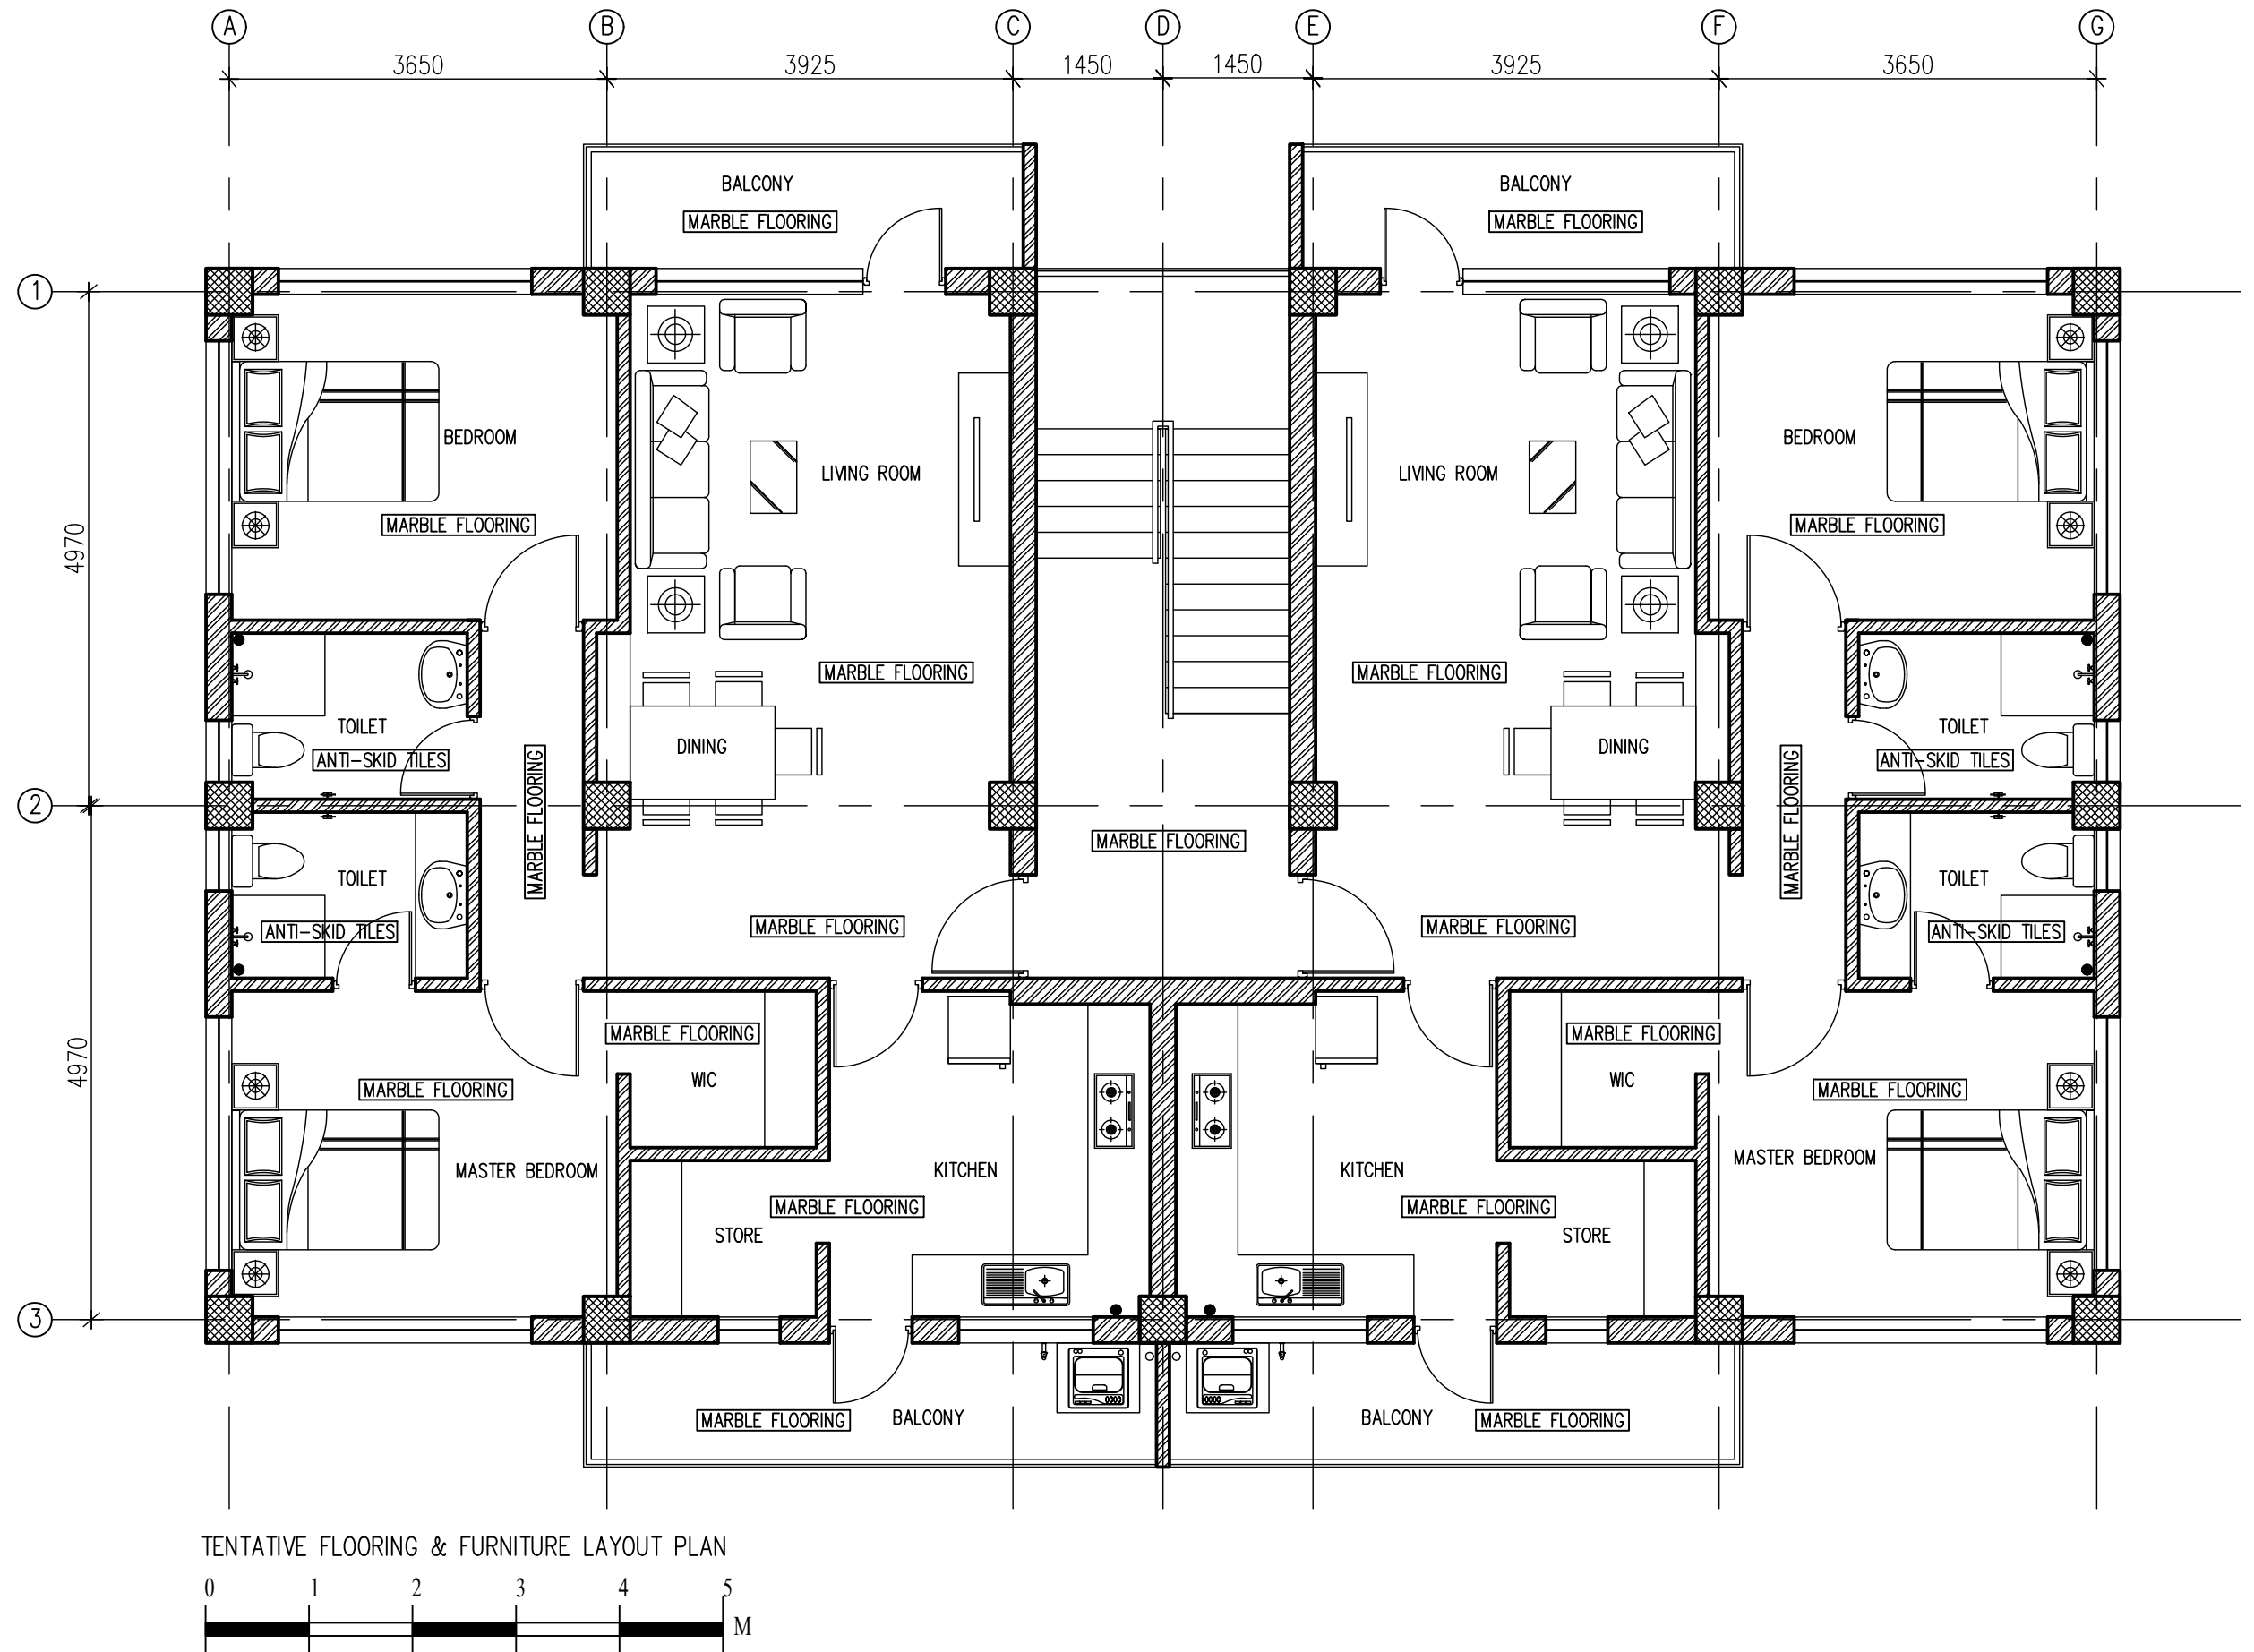 A B C D E F G
3650 3925 1450 1450 3925 3650
BALCONY BALCONY
MARBLE FLOORING MARBLE FLOORING
1
BEDROOM BEDROOM
LIVING ROOM LIVING ROOM
MARBLE FLOORING MARBLE FLOORING
4970
MARBLE FLOORING MARBLE FLOORING
TOILET TOILET
DINING DINING
ANTI-SKID TILES ANTI-SKID TILES
2
MARBLE FLOORING MARBLE FLOORING
MARBLE FLOORING
TOILET TOILET
MARBLE FLOORING MARBLE FLOORING
ANTI-SKID TILES ANTI-SKID TILES
MARBLE FLOORING MARBLE FLOORING
4970
WIC WIC
MARBLE FLOORING MARBLE FLOORING
MASTER BEDROOM KITCHEN KITCHEN MASTER BEDROOM
MARBLE FLOORING MARBLE FLOORING
STORE STORE
3
MARBLE FLOORING BALCONY BALCONY MARBLE FLOORING
TENTATIVE FLOORING & FURNITURE LAYOUT PLAN
0 1 2 3 4 5
M